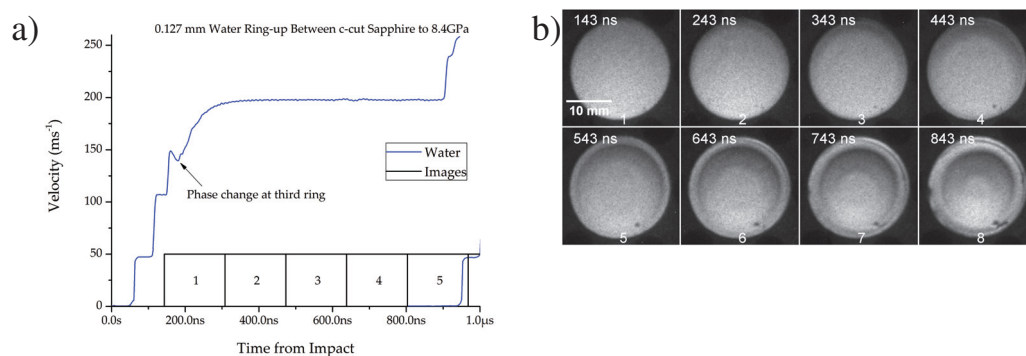 a)
0.127 mm Water Ring-up Between c-cut Sapphire to 8.4GPa
250
200
150
100
50
0
Velocity (ms-1)
Water
Images
Phase change at third ring
1 2 3 4 5
0.0s 200.0ns 400.0ns 600.0ns 800.0ns 1.0μs
Time from Impact
b)
143 ns 243 ns 343 ns 443 ns
10 mm
1 2 3 4
543 ns 643 ns 743 ns 843 ns
5 6 7 8